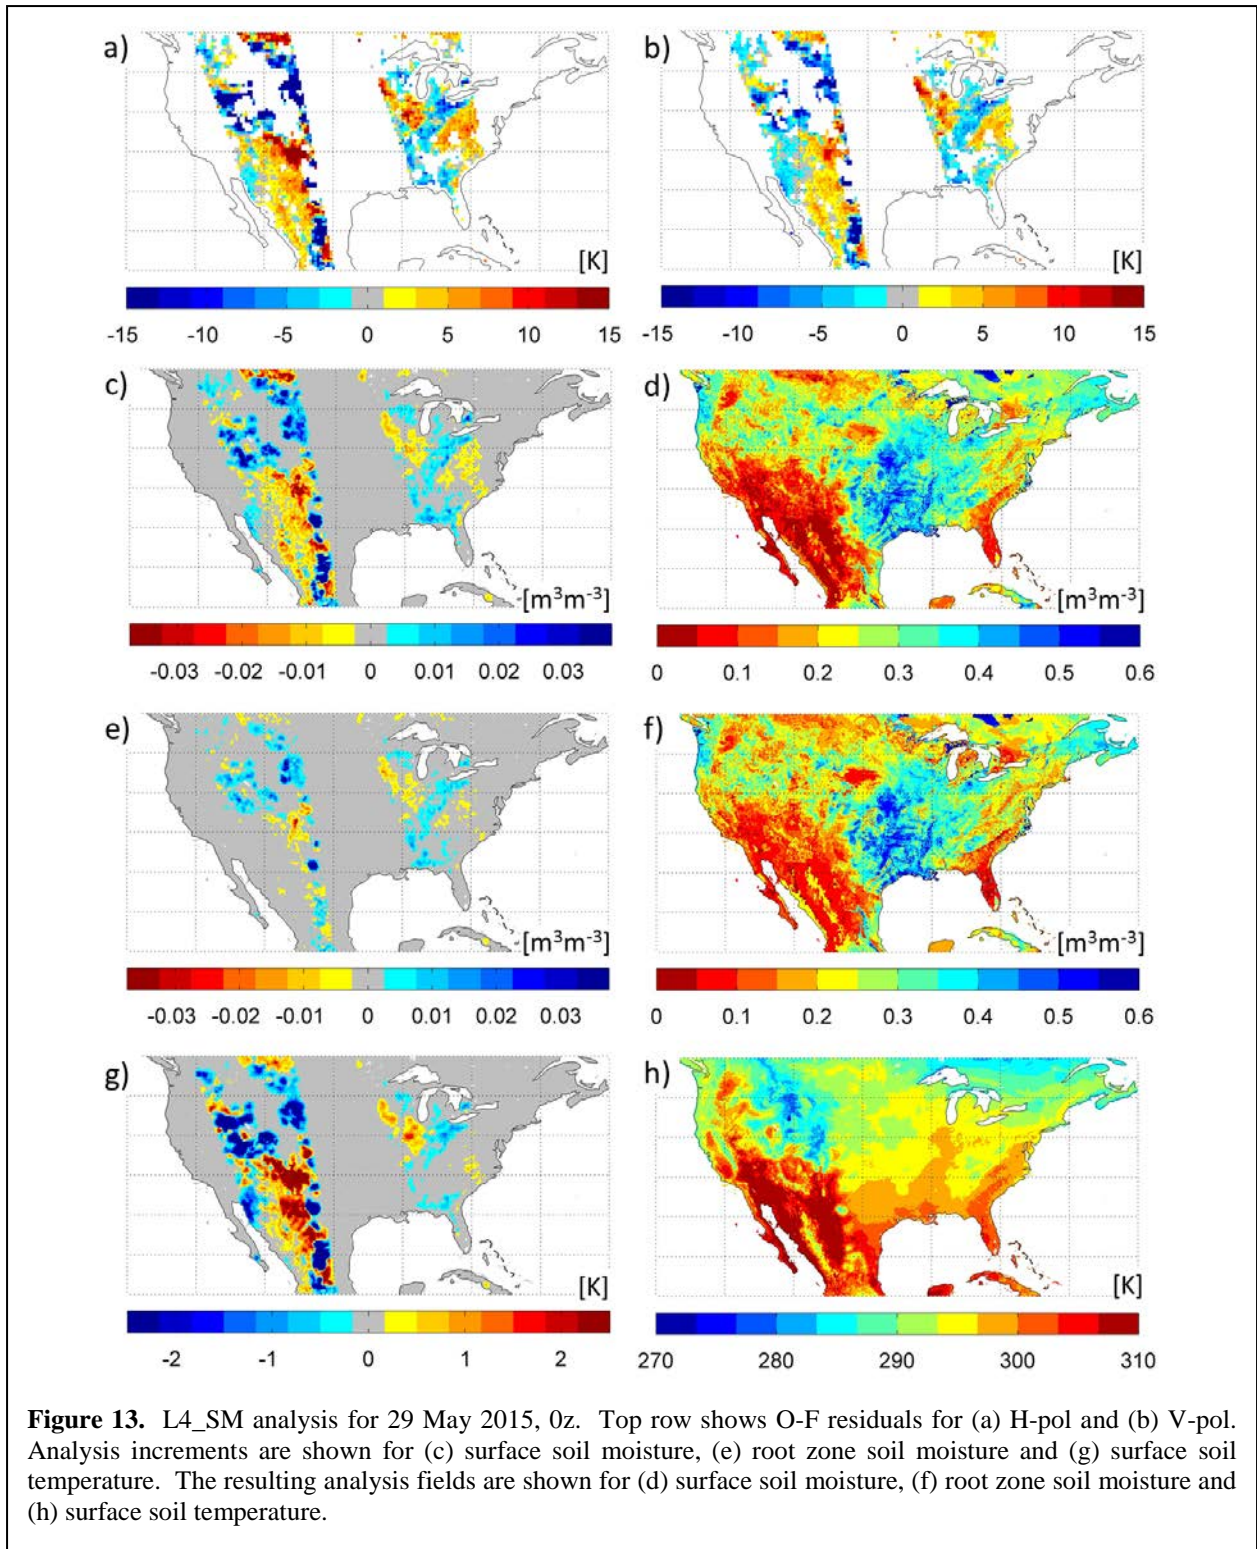 a)
b)
[K]
[K]
-15 -10 -5 0 5 10 15
-15 -10 -5 0 5 10 15
c)
d)
[m³m⁻³]
[m³m⁻³]
-0.03 -0.02 -0.01 0 0.01 0.02 0.03
0 0.1 0.2 0.3 0.4 0.5 0.6
e)
f)
[m³m⁻³]
[m³m⁻³]
-0.03 -0.02 -0.01 0 0.01 0.02 0.03
0 0.1 0.2 0.3 0.4 0.5 0.6
g)
h)
[K]
-2 -1 0 1 2
270 280 290 300 310
Figure 13. L4_SM analysis for 29 May 2015, 0z. Top row shows O-F residuals for (a) H-pol and (b) V-pol.
Analysis increments are shown for (c) surface soil moisture, (e) root zone soil moisture and (g) surface soil
temperature. The resulting analysis fields are shown for (d) surface soil moisture, (f) root zone soil moisture and
(h) surface soil temperature.